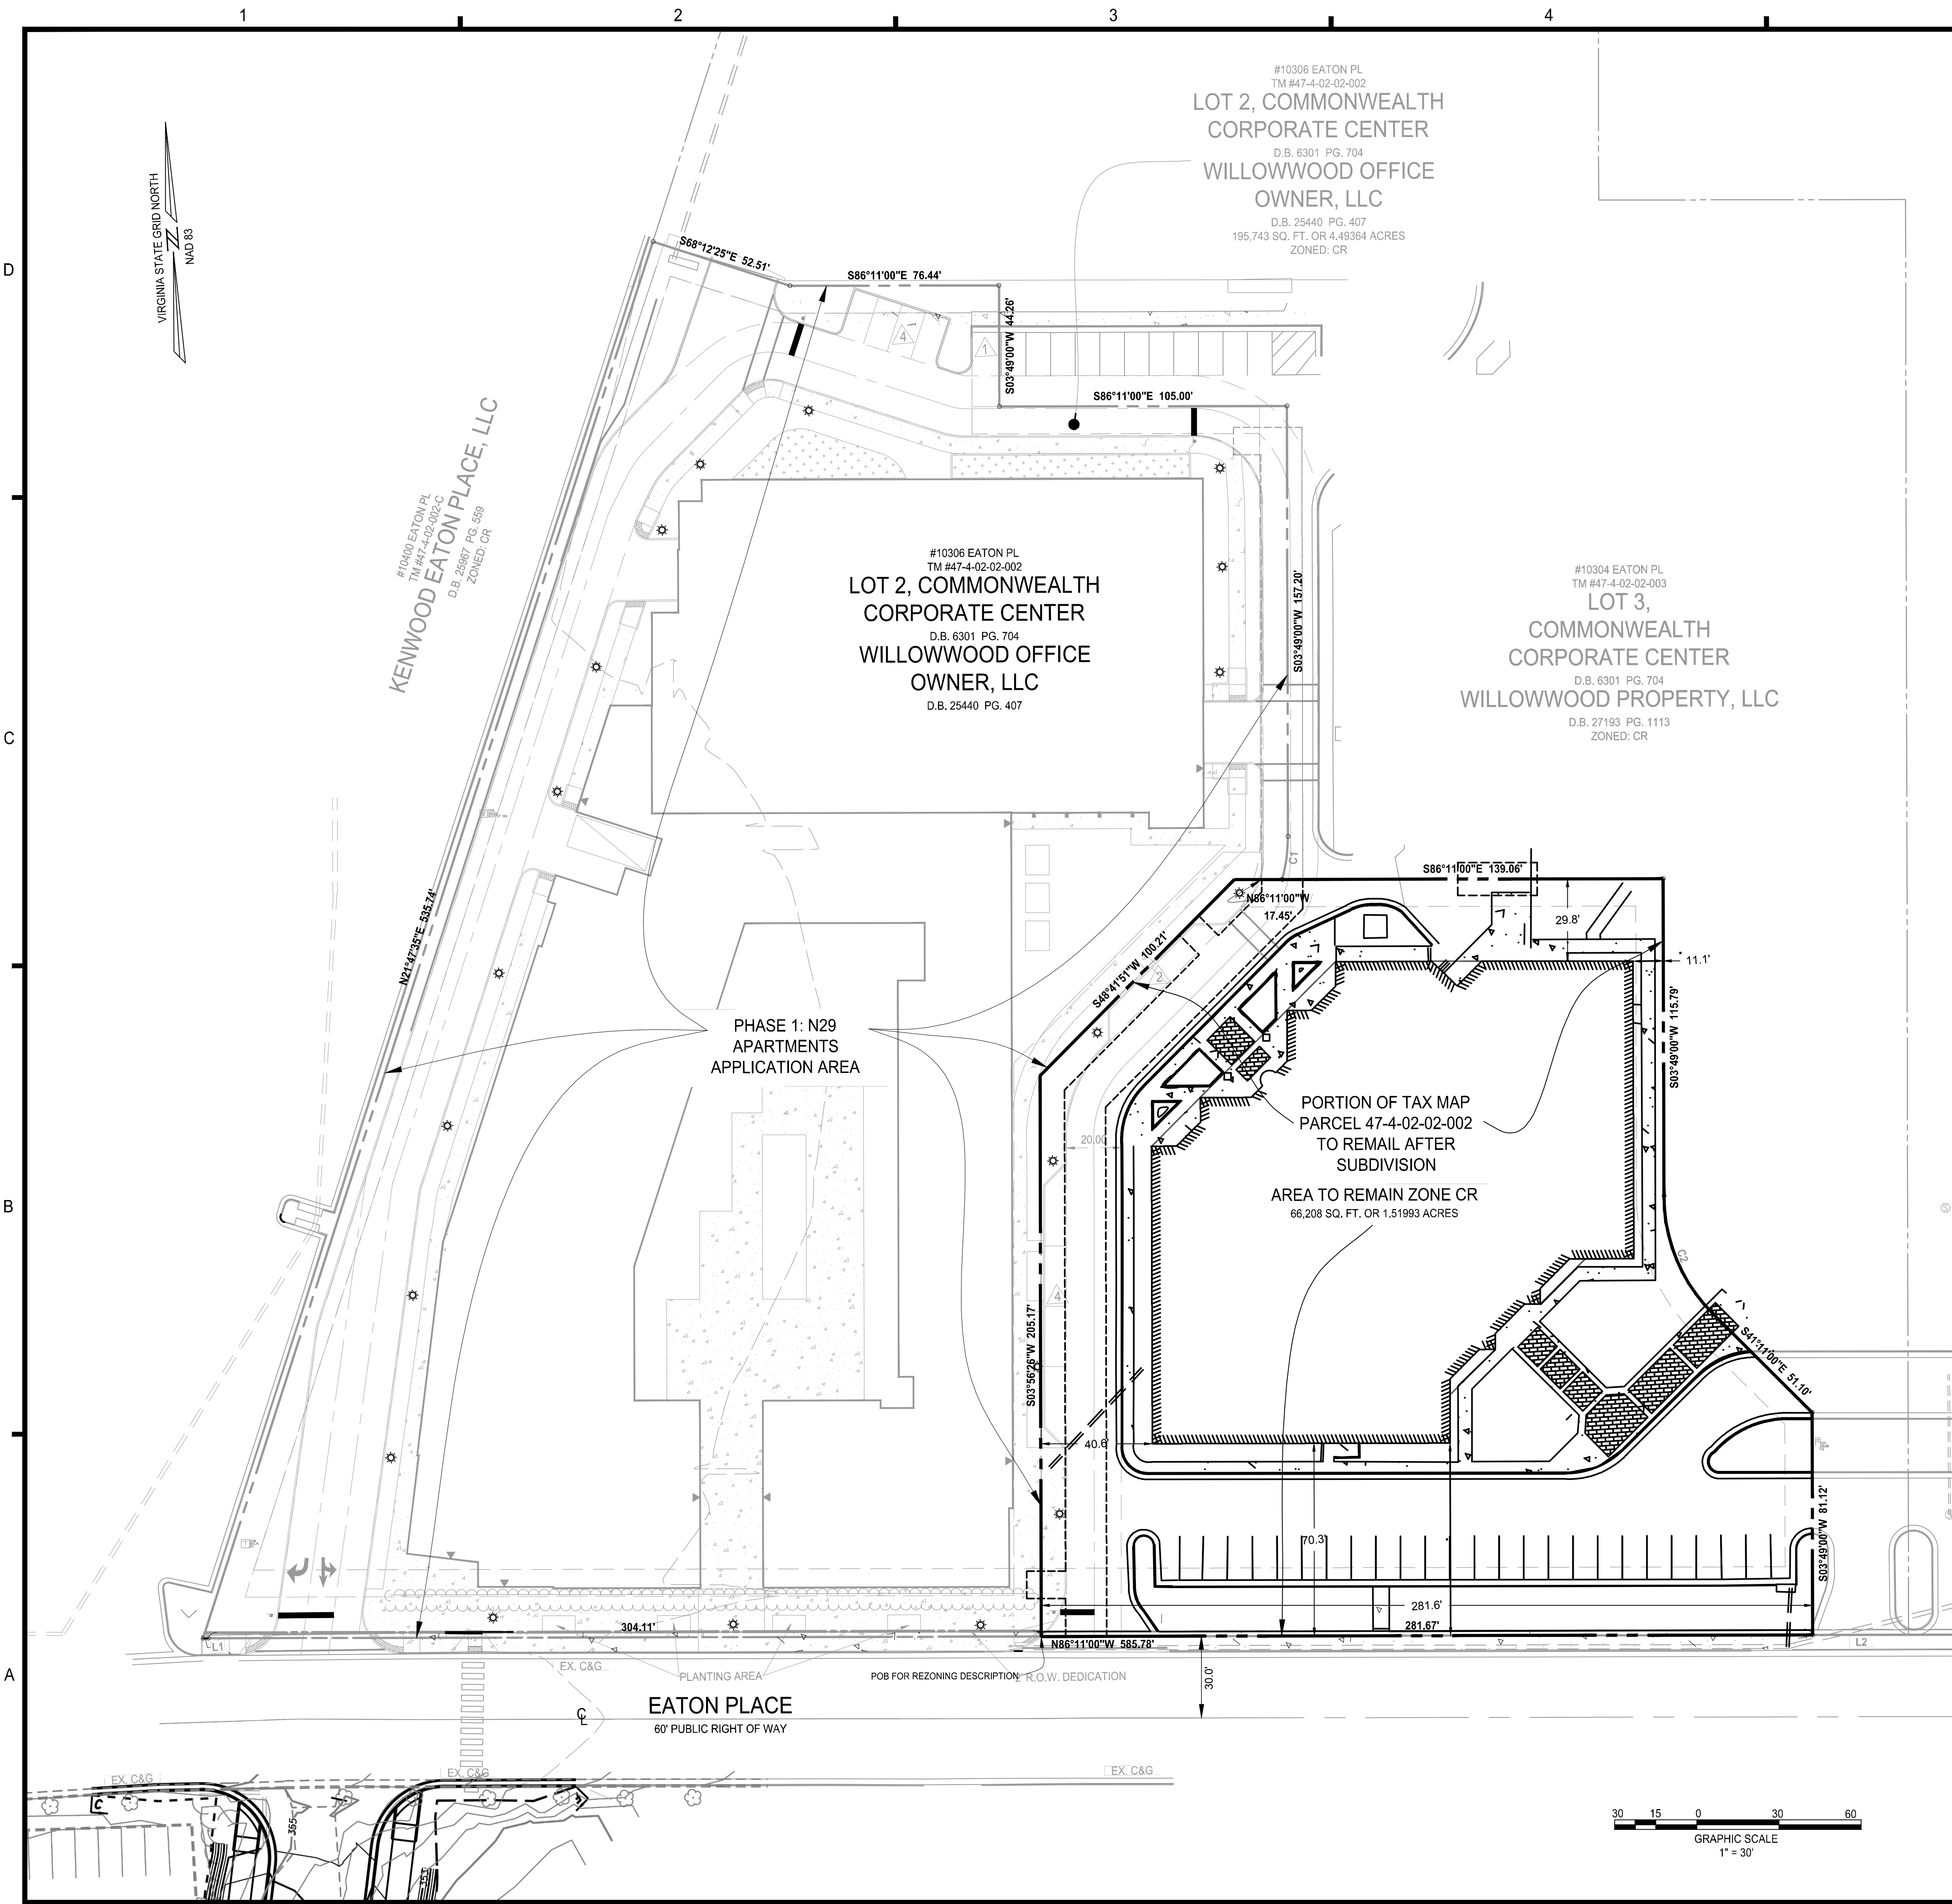 1
2
3
4
D
C
B
A
VIRGINIA STATE GRID NORTH
NAD 83
#10306 EATON PL
TM #47-4-02-02-002
LOT 2, COMMONWEALTH
CORPORATE CENTER
D.B. 6301 PG. 704
WILLOWWOOD OFFICE
OWNER, LLC
D.B. 25440 PG. 407
195,743 SQ. FT. OR 4.49364 ACRES
ZONED: CR
S68°12'25"E 52.51'
S86°11'00"E 76.44'
S03°49'00"W 44.26'
S86°11'00"E 105.00'
4
1
#10400 EATON PL
TM #47-4-02-002-C
KENWOOD EATON PLACE, LLC
D.B. 25967 PG. 559
ZONED: CR
#10306 EATON PL
TM #47-4-02-02-002
LOT 2, COMMONWEALTH
CORPORATE CENTER
D.B. 6301 PG. 704
WILLOWWOOD OFFICE
OWNER, LLC
D.B. 25440 PG. 407
S03°49'00"W 157.20'
#10304 EATON PL
TM #47-4-02-02-003
LOT 3,
COMMONWEALTH
CORPORATE CENTER
D.B. 6301 PG. 704
WILLOWWOOD PROPERTY, LLC
D.B. 27193 PG. 1113
ZONED: CR
C1
S86°11'00"E 139.06'
N86°11'00"W
17.45'
29.8'
11.1'
N21°47'35"E 535.74'
S48°41'51"W 100.21'
2
S03°49'00"W 115.79'
PHASE 1: N29
APARTMENTS
APPLICATION AREA
PORTION OF TAX MAP
PARCEL 47-4-02-02-002
TO REMAIL AFTER
SUBDIVISION
AREA TO REMAIN ZONE CR
66,208 SQ. FT. OR 1.51993 ACRES
20.00
C2
4
S03°56'26"W 205.17'
S41°11'00"E 51.10'
40.6'
70.3'
S03°49'00"W 81.12'
281.6'
281.67'
304.11'
N86°11'00"W 585.78'
L1
L2
EX. C&G
PLANTING AREA
POB FOR REZONING DESCRIPTION
2' R.O.W. DEDICATION
30.0'
EATON PLACE
60' PUBLIC RIGHT OF WAY
EX. C&G
EX. C&G
EX. C&G
365
30 15 0 30 60
GRAPHIC SCALE
1" = 30'